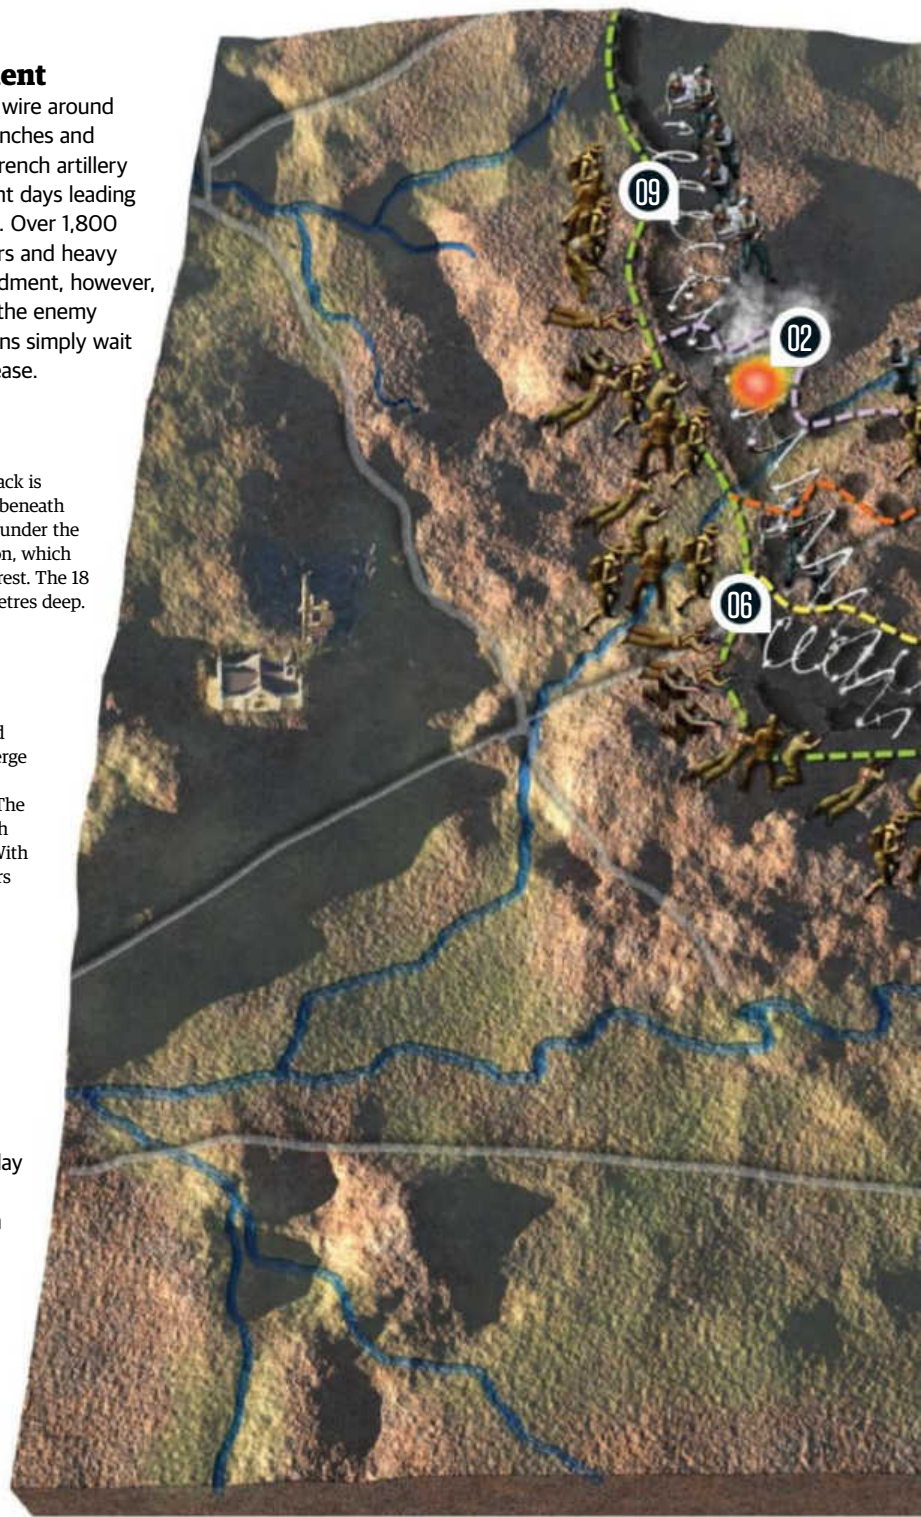 ent
wire around
nches and
rench artillery
nt days leading
. Over 1,800
rs and heavy
dment, however,
the enemy
ns simply wait
ease.
ack is
beneath
under the
on, which
rest. The 18
etres deep.
d
erge
The
h
With
rs
lay
09
02
06